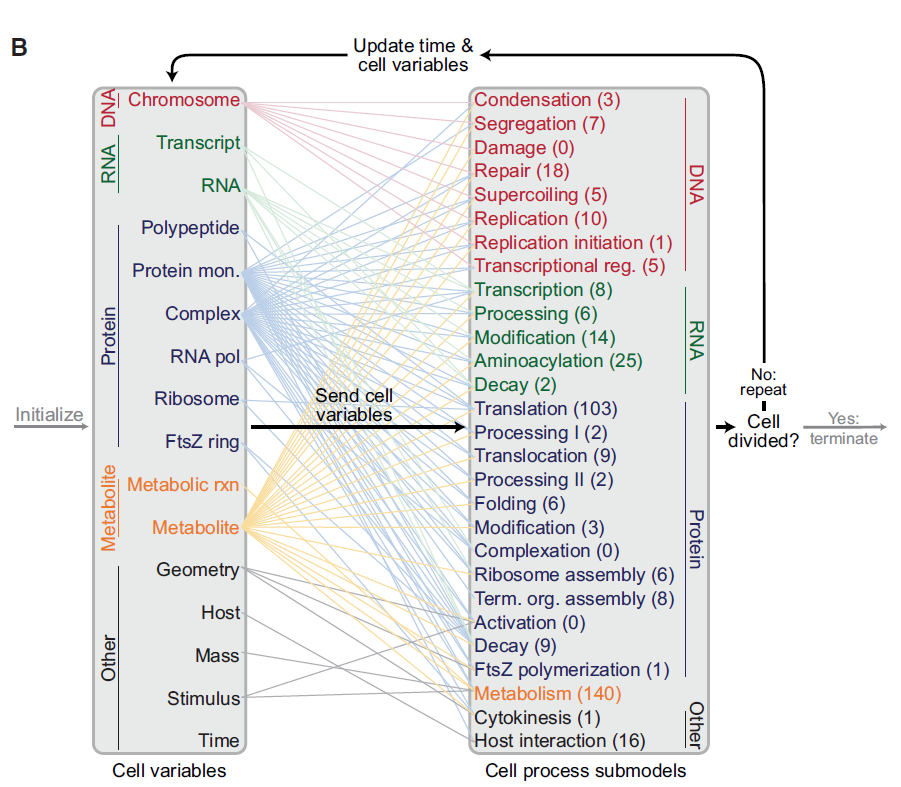 B
Update time &
cell variables
DNA
Chromosome
RNA
Transcript
RNA
Protein
Polypeptide
Protein mon.
Complex
RNA pol
Ribosome
FtsZ ring
Metabolite
Metabolic rxn
Metabolite
Other
Geometry
Host
Mass
Stimulus
Time
Cell variables
Initialize
Send cell
variables
Condensation (3)
Segregation (7)
Damage (0)
Repair (18)
Supercoiling (5)
Replication (10)
Replication initiation (1)
Transcriptional reg. (5)
DNA
Transcription (8)
Processing (6)
Modification (14)
Aminoacylation (25)
Decay (2)
RNA
Translation (103)
Processing I (2)
Translocation (9)
Processing II (2)
Folding (6)
Modification (3)
Complexation (0)
Ribosome assembly (6)
Term. org. assembly (8)
Activation (0)
Decay (9)
FtsZ polymerization (1)
Protein
Metabolism (140)
Cytokinesis (1)
Host interaction (16)
Other
Cell process submodels
No:
repeat
Cell
divided?
Yes:
terminate